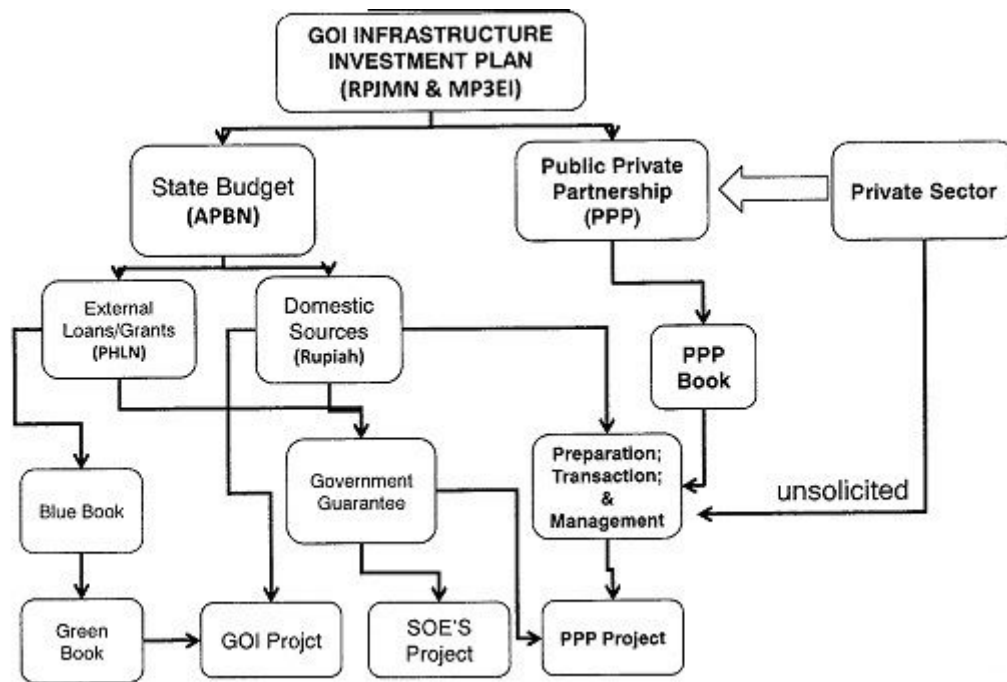 GOI INFRASTRUCTURE
INVESTMENT PLAN
(RPJMN & MP3EI)
State Budget
(APBN)
Public Private
Partnership
(PPP)
Private Sector
External
Loans/Grants
(PHLN)
Domestic
Sources
(Rupiah)
PPP
Book
Blue Book
Government
Guarantee
Preparation;
Transaction;
&
Management
unsolicited
Green
Book
GOI Projct
SOE'S
Project
PPP Project